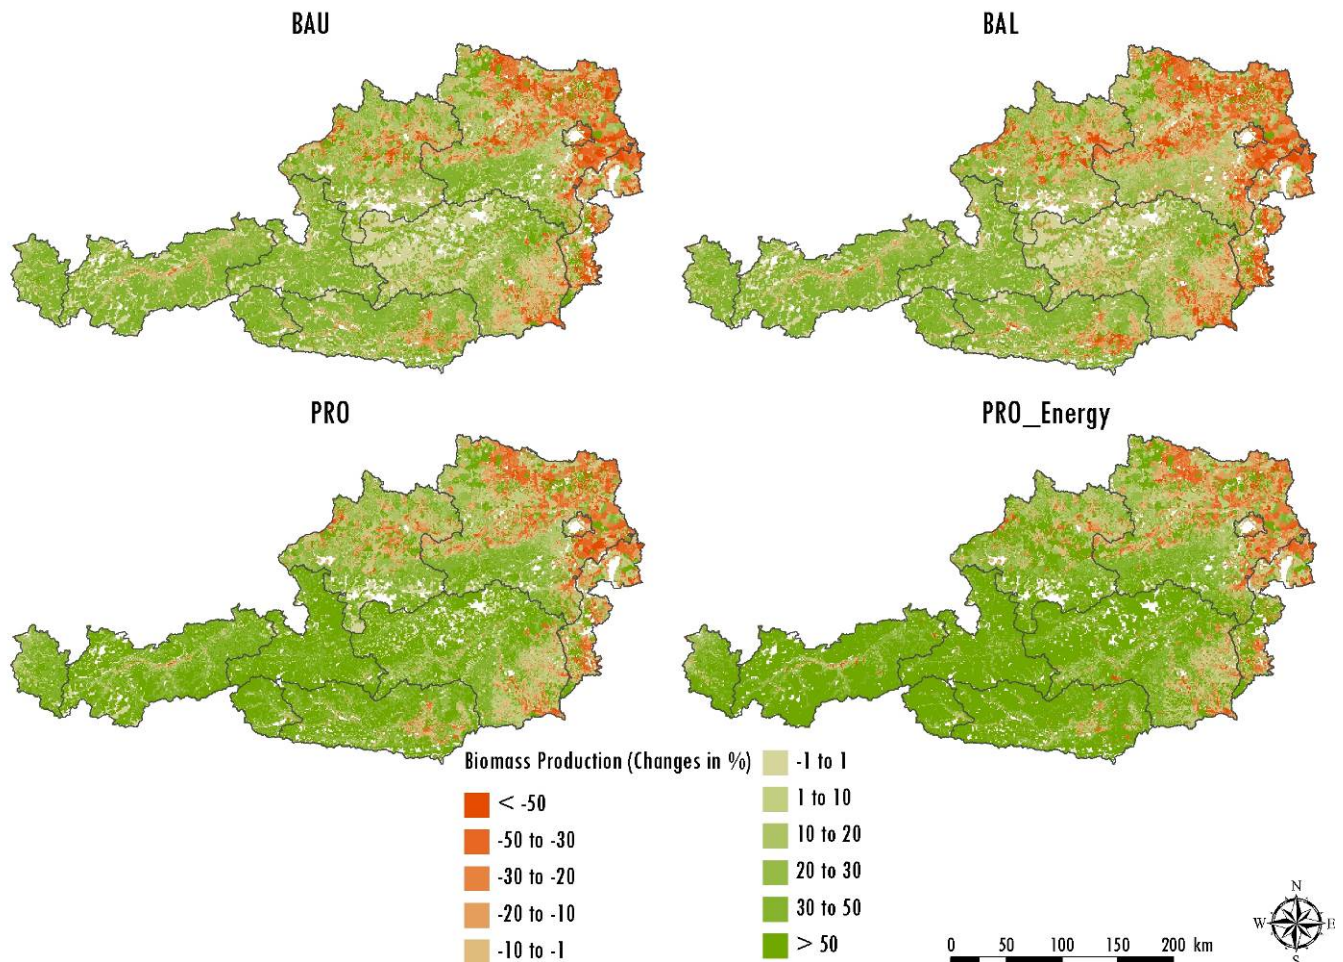 BAU
BAL
PRO
PRO_Energy
Biomass Production (Changes in %)
< -50
-50 to -30
-30 to -20
-20 to -10
-10 to -1
-1 to 1
1 to 10
10 to 20
20 to 30
30 to 50
> 50
0 50 100 150 200 km
N
W E
S